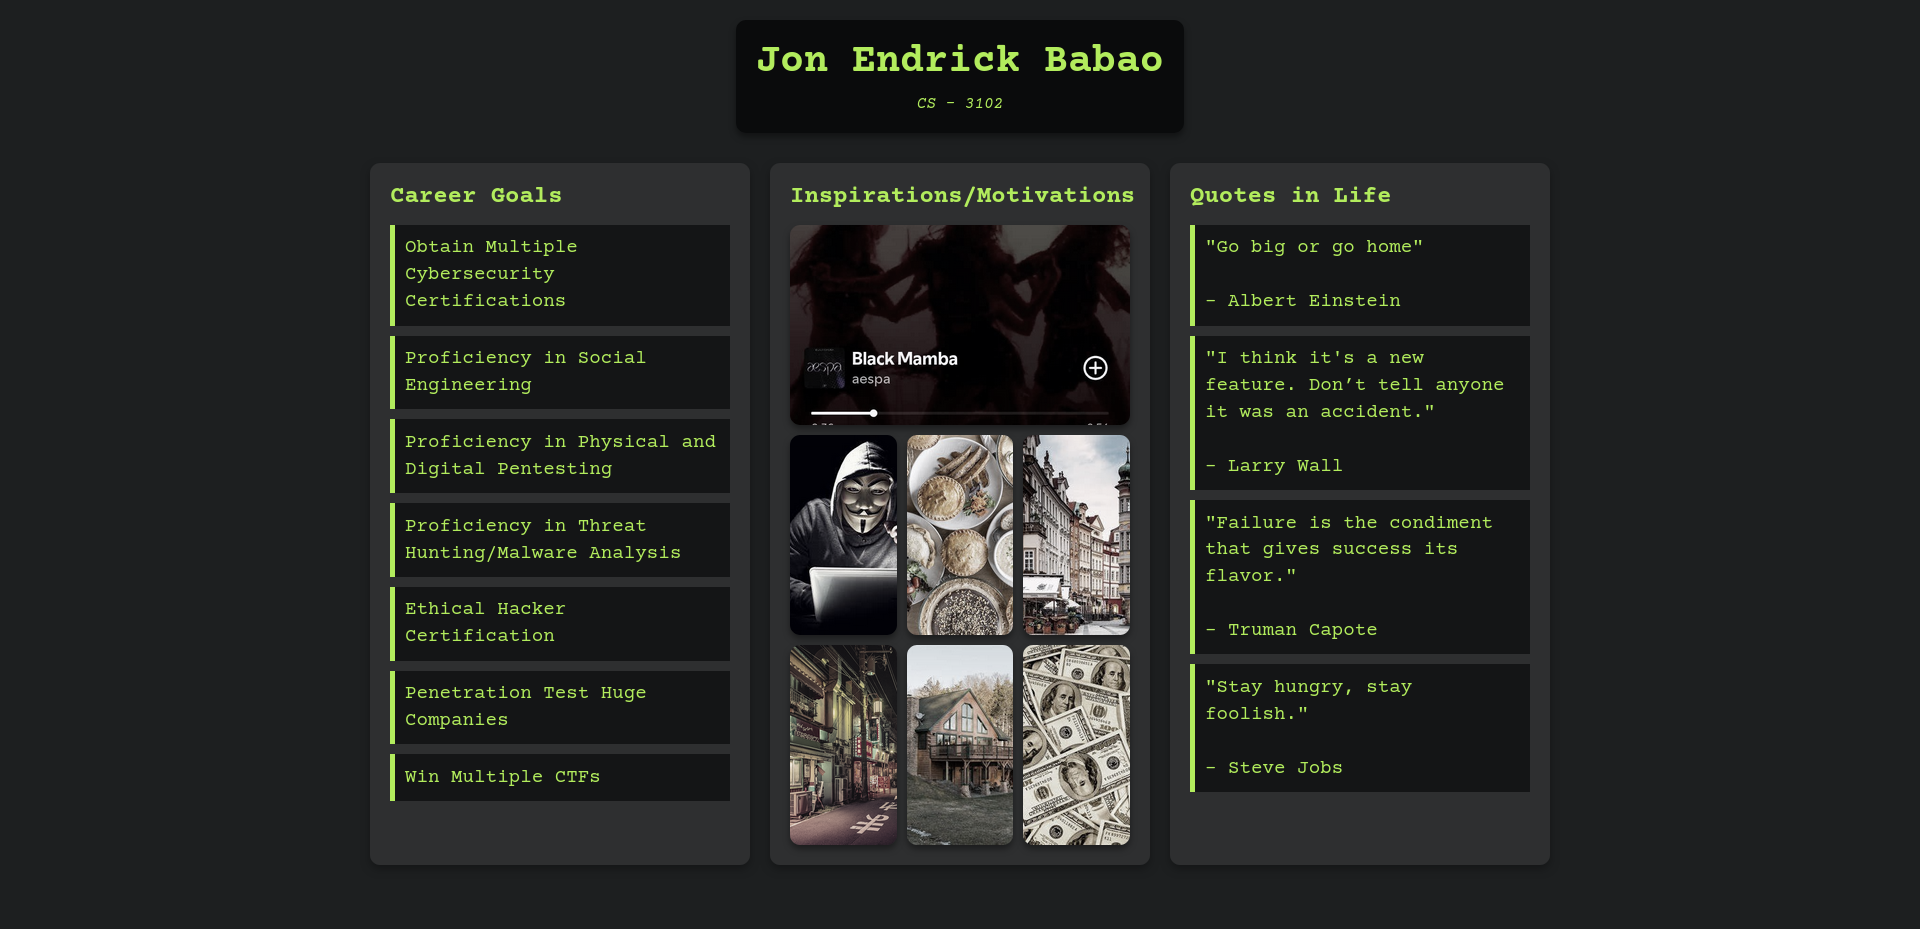 Jon Endrick Babao
CS - 3102
Career Goals
Obtain Multiple
Cybersecurity
Certifications
Proficiency in Social
Engineering
Proficiency in Physical and
Digital Pentesting
Proficiency in Threat
Hunting/Malware Analysis
Ethical Hacker
Certification
Penetration Test Huge
Companies
Win Multiple CTFs
Inspirations/Motivations
aespa
Black Mamba
aespa
Quotes in Life
"Go big or go home"
- Albert Einstein
"I think it's a new
feature. Don’t tell anyone
it was an accident."
- Larry Wall
"Failure is the condiment
that gives success its
flavor."
- Truman Capote
"Stay hungry, stay
foolish."
- Steve Jobs